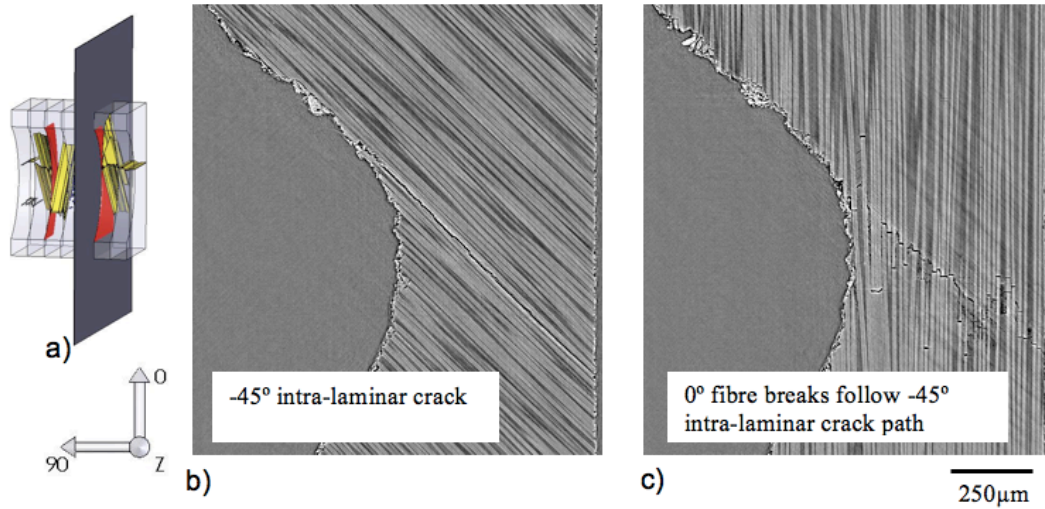 a)
0
90
Z
-45º intra-laminar crack
b)
0º fibre breaks follow -45º
intra-laminar crack path
c)
250µm